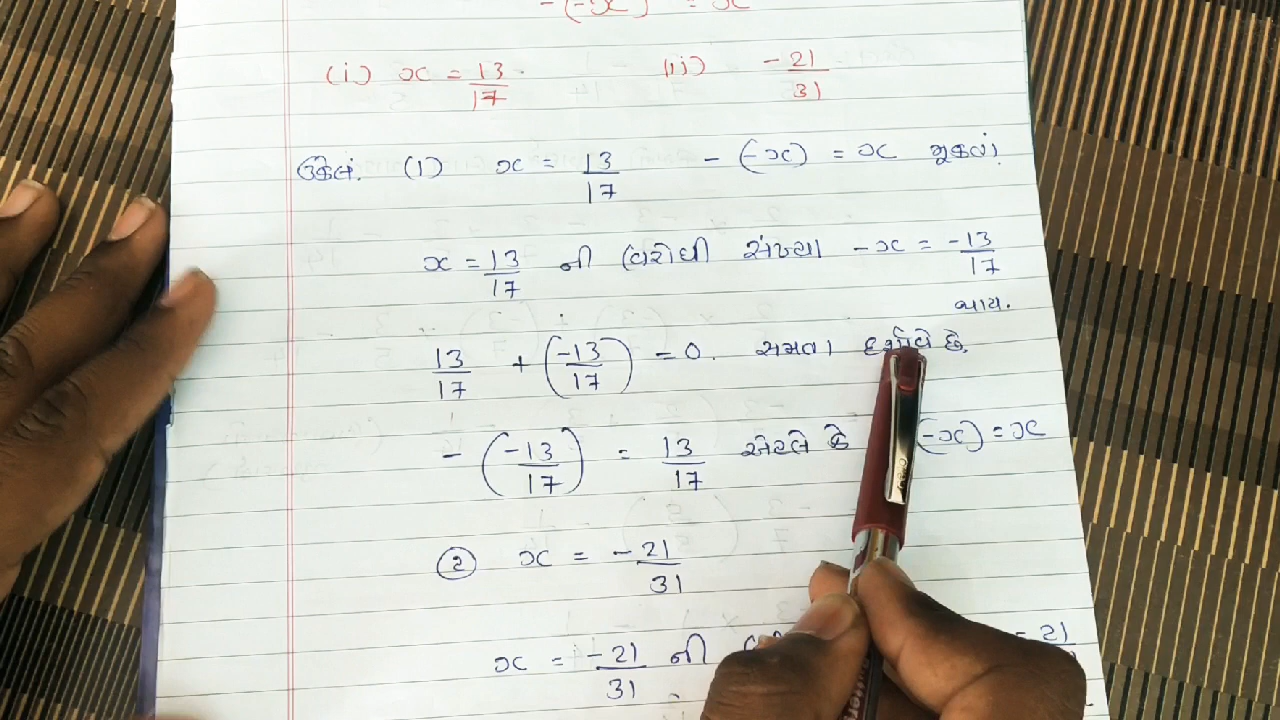 -(-x) = x
(i) x = 13/17 (ii) -21/31
ઉકેલ. (1) x = 13/17 -(-x) = x મૂકતાં.
x = 13/17 ની વિરોધી સંખ્યા -x = -13/17
થાય.
13/17 + (-13/17) = 0. સમતા દર્શાવે છે.
-(-13/17) = 13/17 એટલે કે (-x) = x
② x = -21/31
x = -21/31 ની = 21